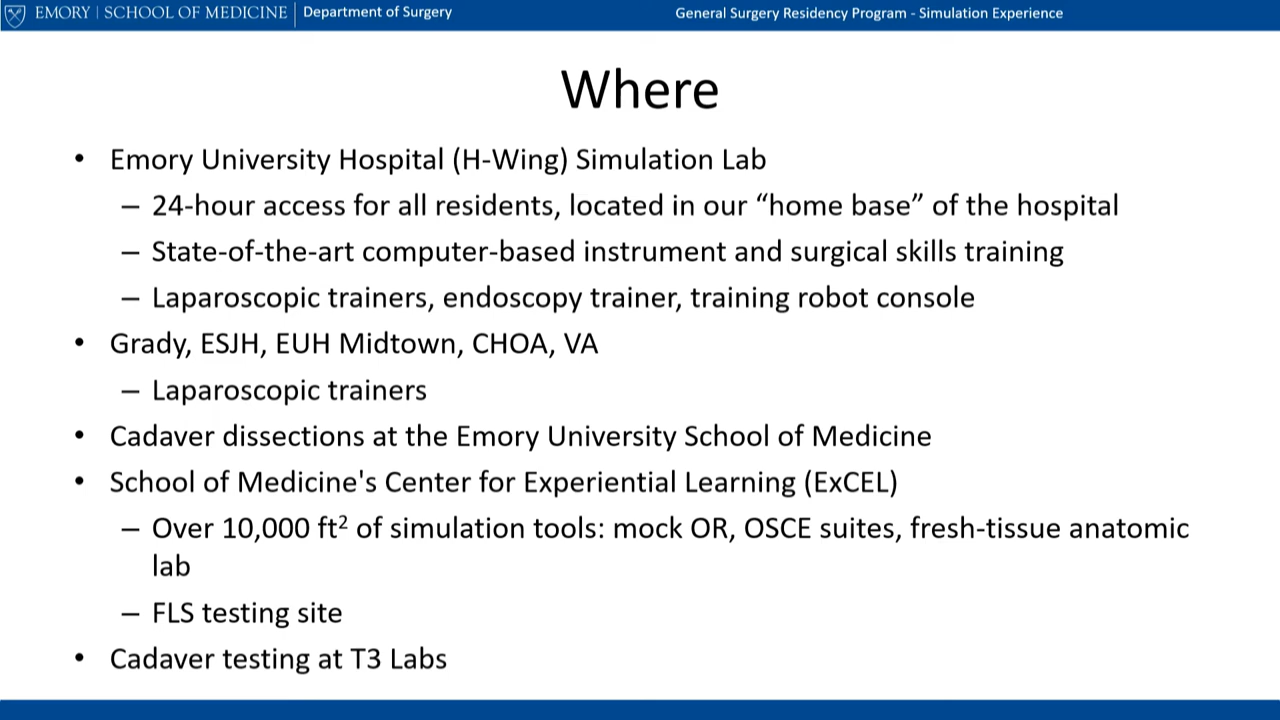 EMORY | SCHOOL OF MEDICINE | Department of Surgery General Surgery Residency Program - Simulation Experience
Where
• Emory University Hospital (H-Wing) Simulation Lab
– 24-hour access for all residents, located in our “home base” of the hospital
– State-of-the-art computer-based instrument and surgical skills training
– Laparoscopic trainers, endoscopy trainer, training robot console
• Grady, ESJH, EUH Midtown, CHOA, VA
– Laparoscopic trainers
• Cadaver dissections at the Emory University School of Medicine
• School of Medicine's Center for Experiential Learning (ExCEL)
– Over 10,000 ft² of simulation tools: mock OR, OSCE suites, fresh-tissue anatomic
lab
– FLS testing site
• Cadaver testing at T3 Labs